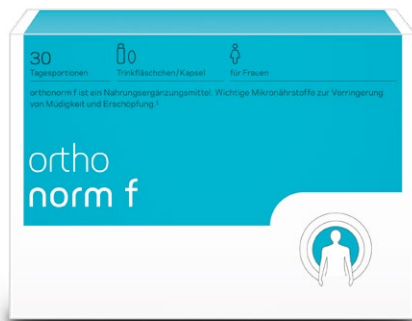 30
Tagesportionen
Trinkfläschchen/Kapsel
für Frauen
orthonorm f ist ein Nahrungsergänzungsmittel. Wichtige Mikronährstoffe zur Verringerung
von Müdigkeit und Erschöpfung.¹
ortho
norm f